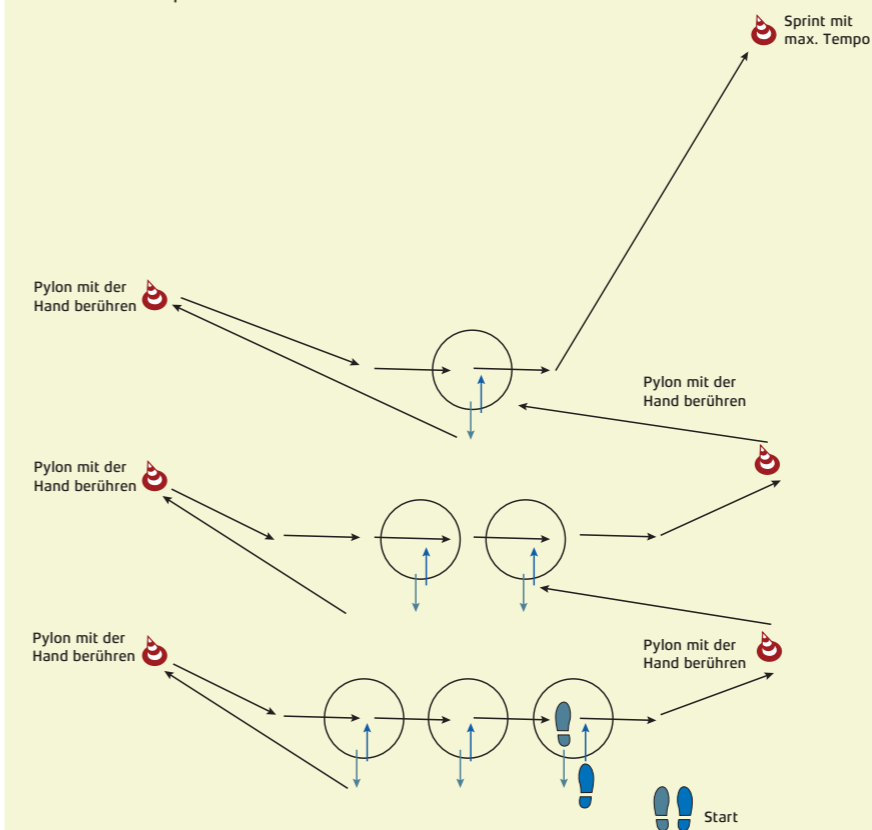 Sprint mit
max. Tempo
Pylon mit der
Hand berühren
Pylon mit der
Hand berühren
Pylon mit der
Hand berühren
Pylon mit der
Hand berühren
Pylon mit der
Hand berühren
Start